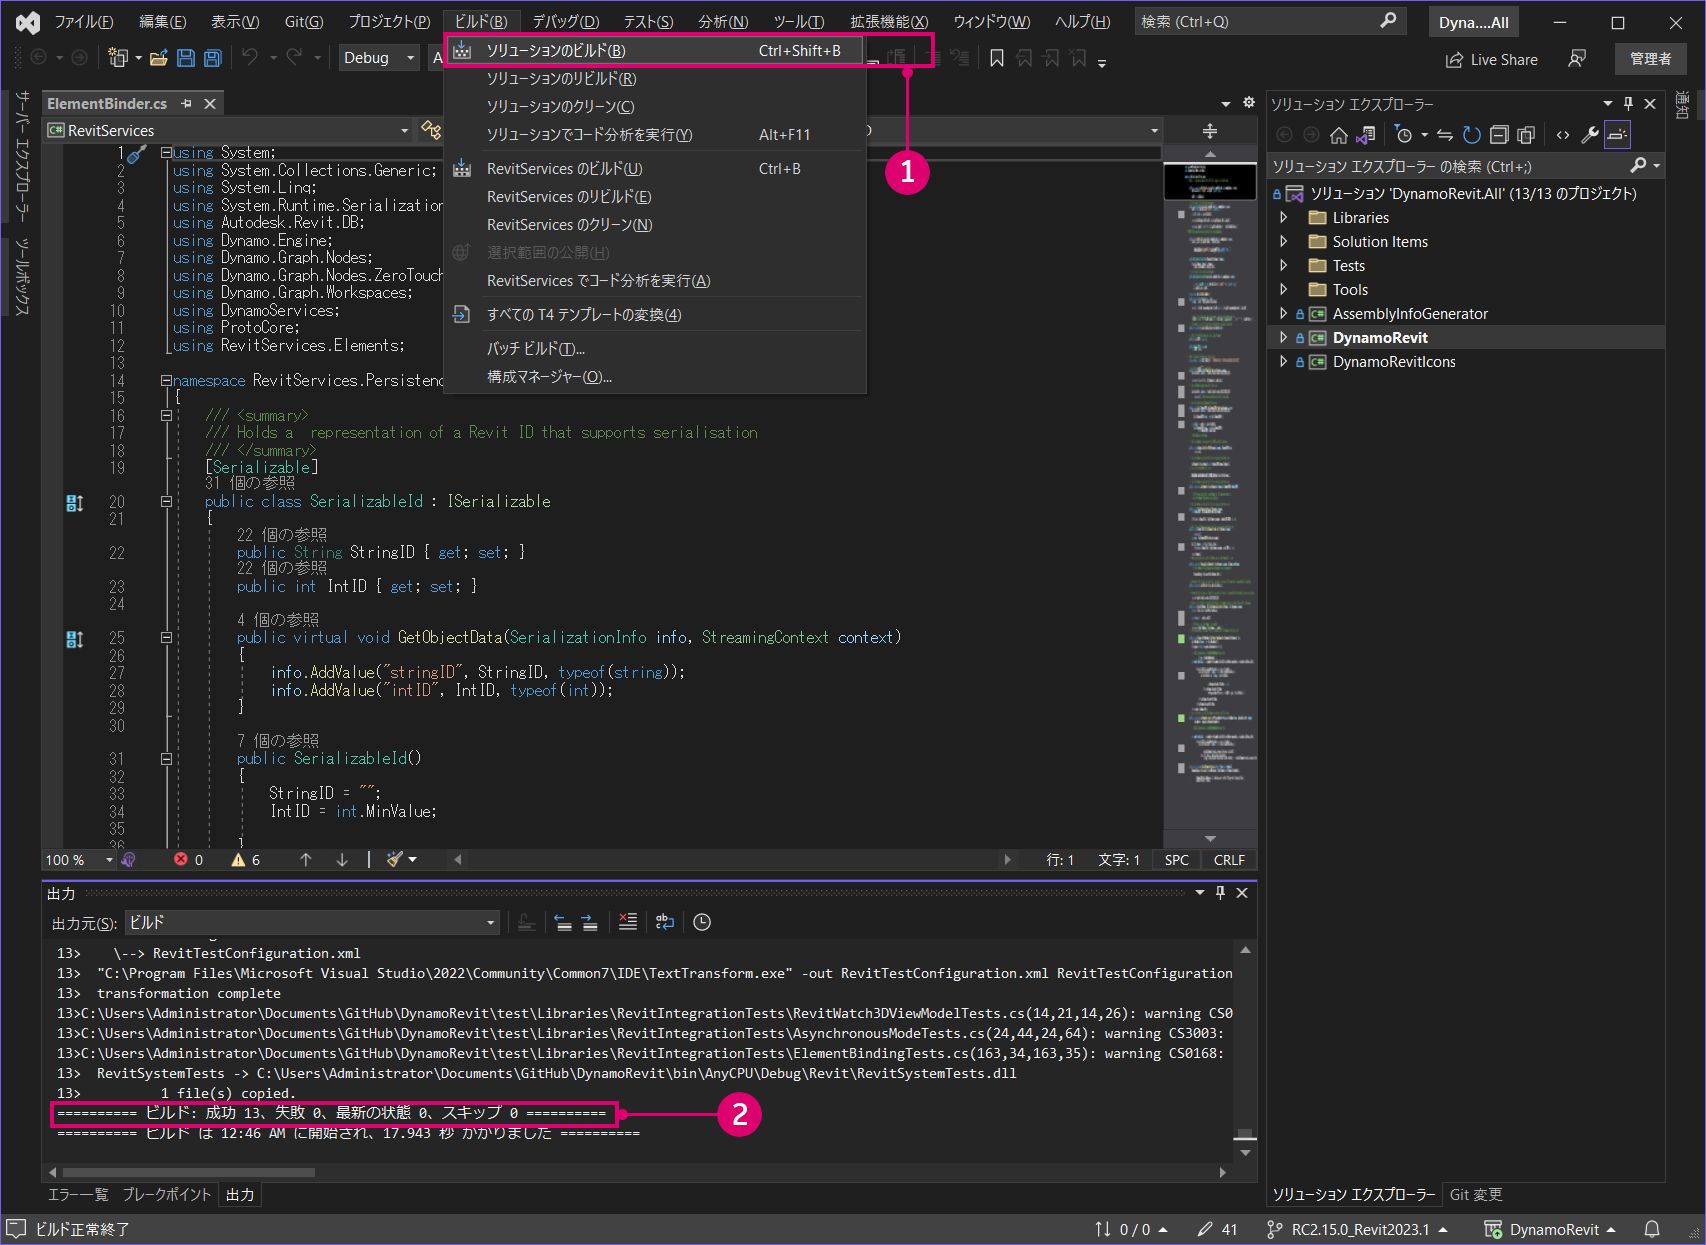 ファイル(F) 編集(E) 表示(V) Git(G) プロジェクト(P) ビルド(B) デバッグ(D) テスト(S) 分析(N) ツール(T) 拡張機能(X) ウィンドウ(W) ヘルプ(H) 検索 (Ctrl+Q) Dyna....All
Debug A Live Share 管理者
ソリューションのビルド(B) Ctrl+Shift+B
ソリューションのリビルド(R)
ソリューションのクリーン(C)
ソリューションでコード分析を実行(Y) Alt+F11
RevitServices のビルド(U) Ctrl+B
RevitServices のリビルド(E)
RevitServices のクリーン(N)
選択範囲の公開(H)
RevitServices でコード分析を実行(A)
すべての T4 テンプレートの変換(4)
バッチ ビルド(T)...
構成マネージャー(O)...
1
サーバー エクスプローラー
ツールボックス
通知
ElementBinder.cs
RevitServices
1 using System;
2 using System.Collections.Generic;
3 using System.Linq;
4 using System.Runtime.Serialization
5 using Autodesk.Revit.DB;
6 using Dynamo.Engine;
7 using Dynamo.Graph.Nodes;
8 using Dynamo.Graph.Nodes.ZeroTouch
9 using Dynamo.Graph.Workspaces;
10 using DynamoServices;
11 using ProtoCore;
12 using RevitServices.Elements;
13
14 namespace RevitServices.Persistenc
15 {
16 /// <summary>
17 /// Holds a  representation of a Revit ID that supports serialisation
18 /// </summary>
19 [Serializable]
31 個の参照
20 public class SerializableId : ISerializable
21 {
22 個の参照
22 public String StringID { get; set; }
22 個の参照
23 public int IntID { get; set; }
24
4 個の参照
25 public virtual void GetObjectData(SerializationInfo info, StreamingContext context)
26 {
27 info.AddValue("stringID", StringID, typeof(string));
28 info.AddValue("intID", IntID, typeof(int));
29 }
30
7 個の参照
31 public SerializableId()
32 {
33 StringID = "";
34 IntID = int.MinValue;
35
36 }
100 % 0 6 行: 1 文字: 1 SPC CRLF
ソリューション エクスプローラー
ソリューション エクスプローラー の検索 (Ctrl+;)
ソリューション 'DynamoRevit.All' (13/13 のプロジェクト)
Libraries
Solution Items
Tests
Tools
AssemblyInfoGenerator
DynamoRevit
DynamoRevitIcons
出力
出力元(S): ビルド
13>    \--> RevitTestConfiguration.xml
13>  "C:\Program Files\Microsoft Visual Studio\2022\Community\Common7\IDE\TextTransform.exe" -out RevitTestConfiguration.xml RevitTestConfiguration
13>  transformation complete
13>C:\Users\Administrator\Documents\GitHub\DynamoRevit\test\Libraries\RevitIntegrationTests\RevitWatch3DViewModelTests.cs(14,21,14,26): warning CS0
13>C:\Users\Administrator\Documents\GitHub\DynamoRevit\test\Libraries\RevitIntegrationTests\AsynchronousModeTests.cs(24,44,24,64): warning CS3003:
13>C:\Users\Administrator\Documents\GitHub\DynamoRevit\test\Libraries\RevitIntegrationTests\ElementBindingTests.cs(163,34,163,35): warning CS0168:
13>  RevitSystemTests -> C:\Users\Administrator\Documents\GitHub\DynamoRevit\bin\AnyCPU\Debug\Revit\RevitSystemTests.dll
13>          1 file(s) copied.
========== ビルド: 成功 13、失敗 0、最新の状態 0、スキップ 0 ==========
2
========== ビルド は 12:46 AM に開始され、17.943 秒 かかりました ==========
エラー一覧 ブレークポイント 出力
ソリューション エクスプローラー Git 変更
ビルド正常終了 0 / 0 41 RC2.15.0_Revit2023.1 DynamoRevit